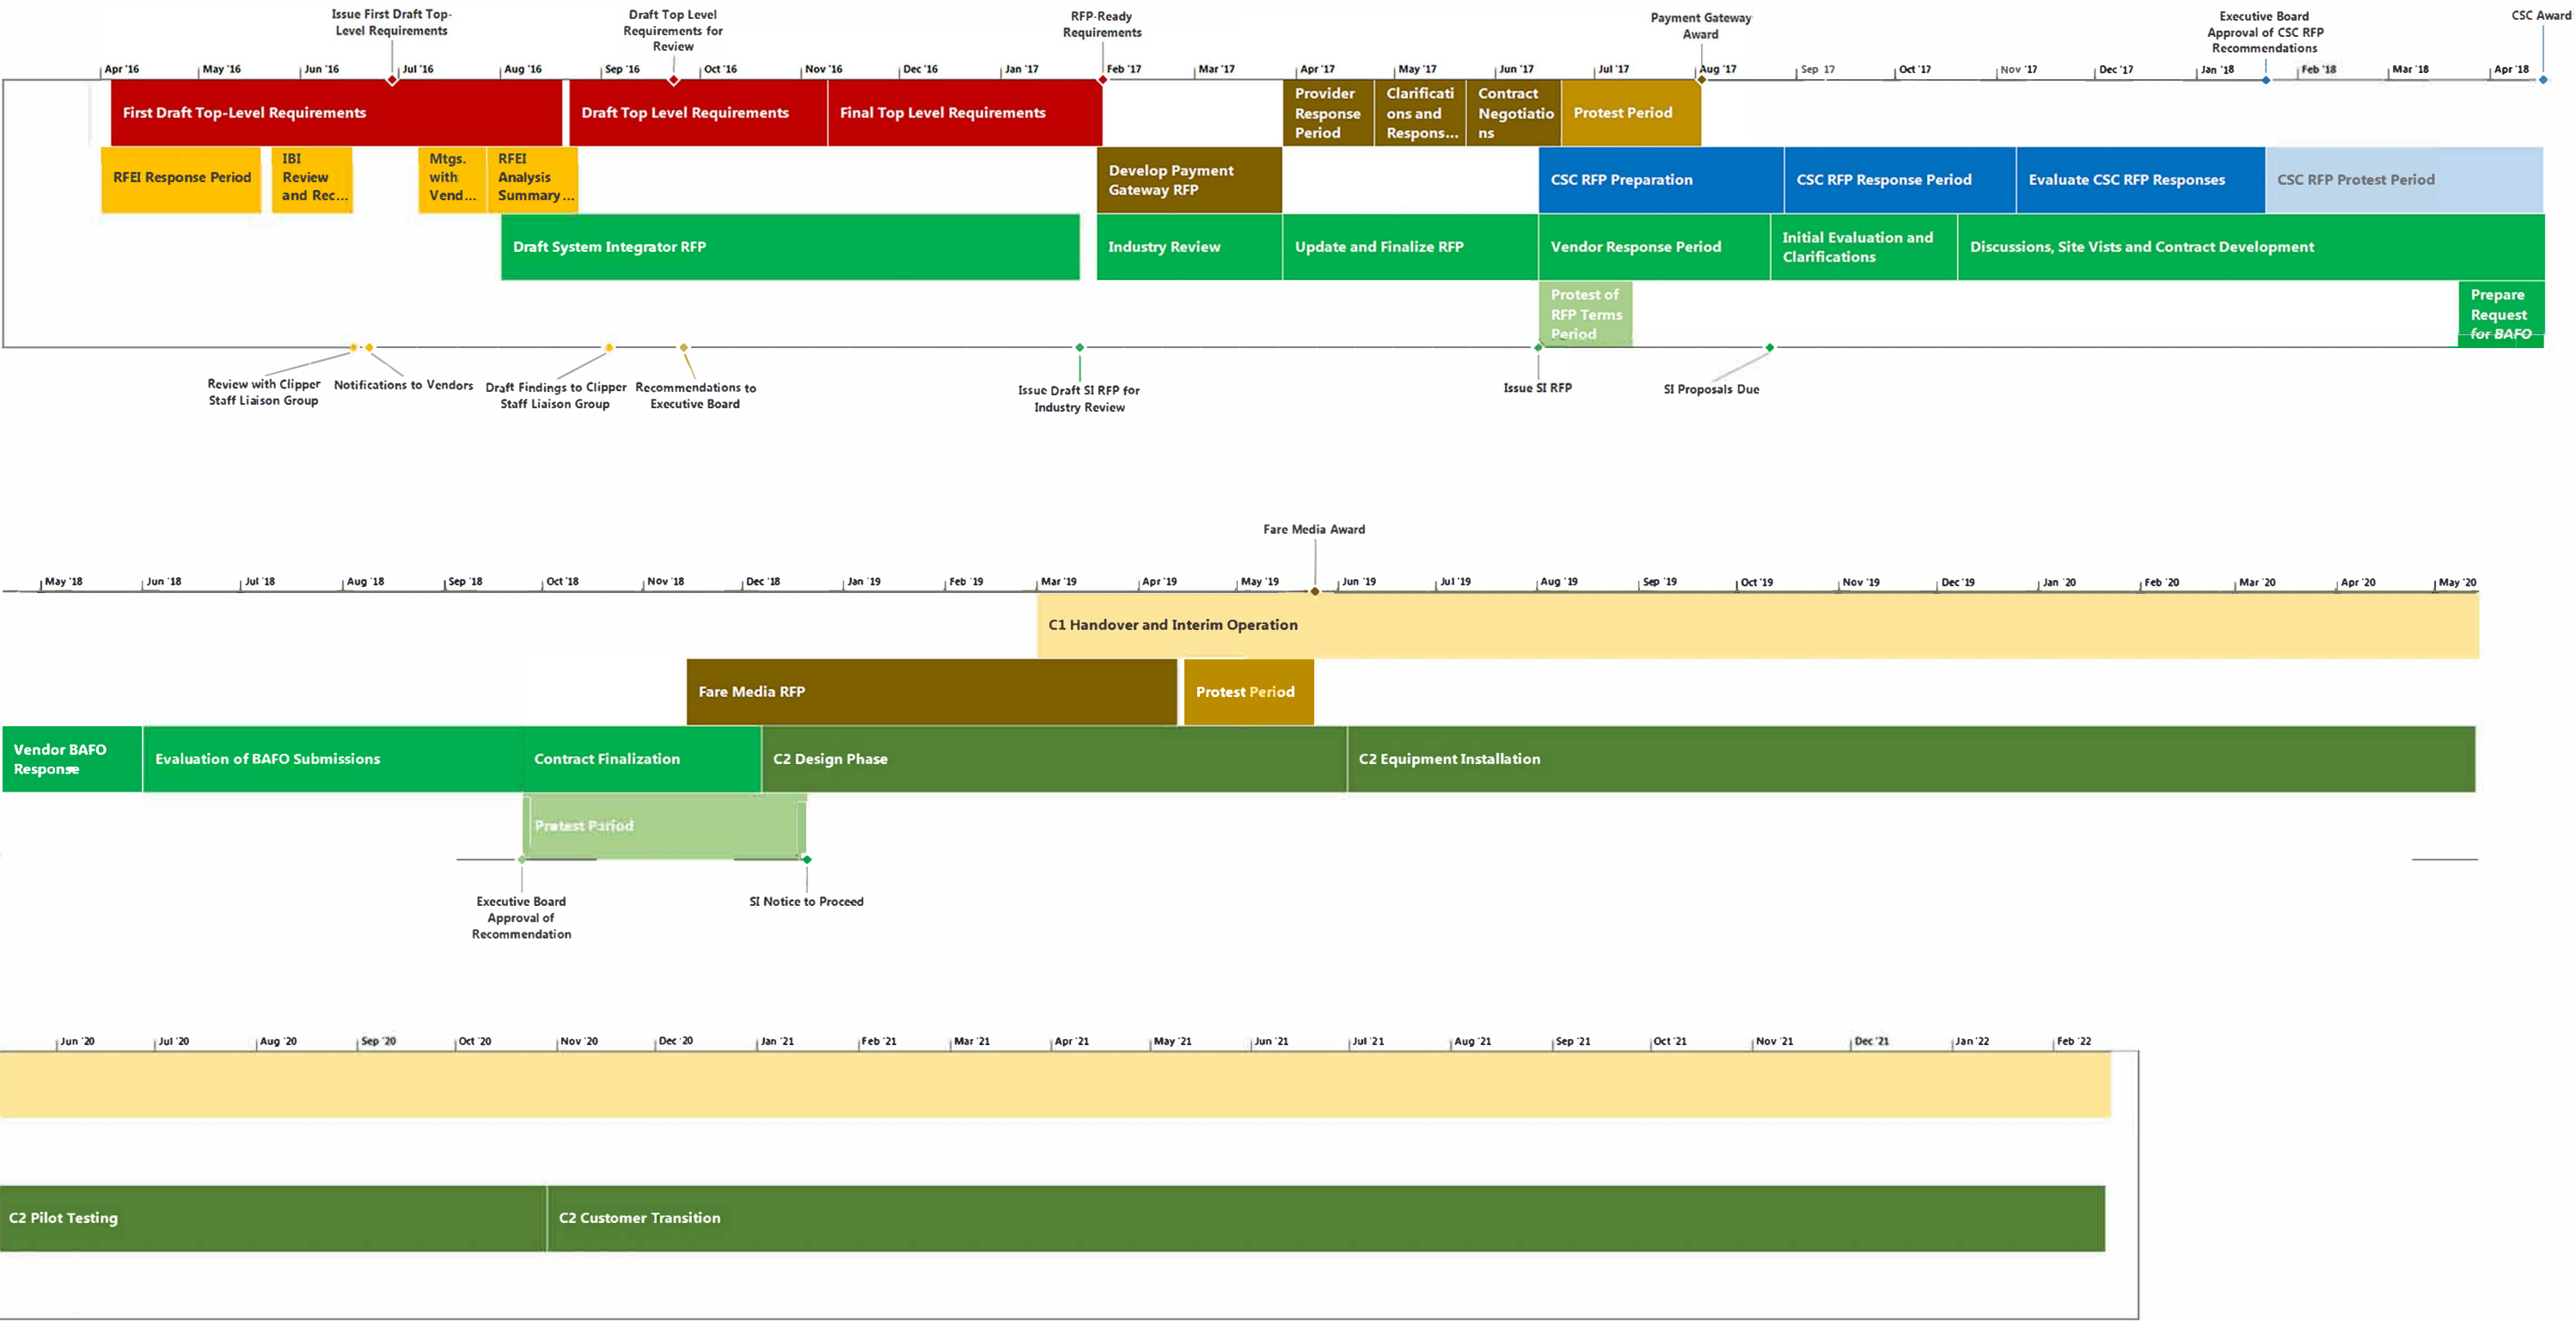 Issue First Draft Top-
Level Requirements
Draft Top Level
Requirements for
Review
RFP-Ready
Requirements
Payment Gateway
Award
Executive Board
Approval of CSC RFP
Recommendations
CSC Award
Apr '16
May '16
Jun '16
Jul '16
Aug '16
Sep '16
Oct '16
Nov '16
Dec '16
Jan '17
Feb '17
Mar '17
Apr '17
May '17
Jun '17
Jul '17
Aug '17
Sep 17
Oct '17
Nov '17
Dec '17
Jan '18
Feb '18
Mar '18
Apr '18
First Draft Top-Level Requirements
Draft Top Level Requirements
Final Top Level Requirements
Provider
Response
Period
Clarificati
ons and
Respons...
Contract
Negotiatio
ns
Protest Period
RFEI Response Period
IBI
Review
and Rec...
Mtgs.
with
Vend...
RFEI
Analysis
Summary...
Develop Payment
Gateway RFP
CSC RFP Preparation
CSC RFP Response Period
Evaluate CSC RFP Responses
CSC RFP Protest Period
Draft System Integrator RFP
Industry Review
Update and Finalize RFP
Vendor Response Period
Initial Evaluation and
Clarifications
Discussions, Site Vists and Contract Development
Protest of
RFP Terms
Period
Prepare
Request
for BAFO
Review with Clipper
Staff Liaison Group
Notifications to Vendors
Draft Findings to Clipper
Staff Liaison Group
Recommendations to
Executive Board
Issue Draft SI RFP for
Industry Review
Issue SI RFP
SI Proposals Due
Fare Media Award
May '18
Jun '18
Jul '18
Aug '18
Sep '18
Oct '18
Nov '18
Dec '18
Jan '19
Feb '19
Mar '19
Apr '19
May '19
Jun '19
Jul '19
Aug '19
Sep '19
Oct '19
Nov '19
Dec '19
Jan '20
Feb '20
Mar '20
Apr '20
May '20
C1 Handover and Interim Operation
Fare Media RFP
Protest Period
Vendor BAFO
Response
Evaluation of BAFO Submissions
Contract Finalization
C2 Design Phase
C2 Equipment Installation
Protest Period
Executive Board
Approval of
Recommendation
SI Notice to Proceed
Jun '20
Jul '20
Aug '20
Sep '20
Oct '20
Nov '20
Dec '20
Jan '21
Feb '21
Mar '21
Apr '21
May '21
Jun '21
Jul '21
Aug '21
Sep '21
Oct '21
Nov '21
Dec '21
Jan '22
Feb '22
C2 Pilot Testing
C2 Customer Transition